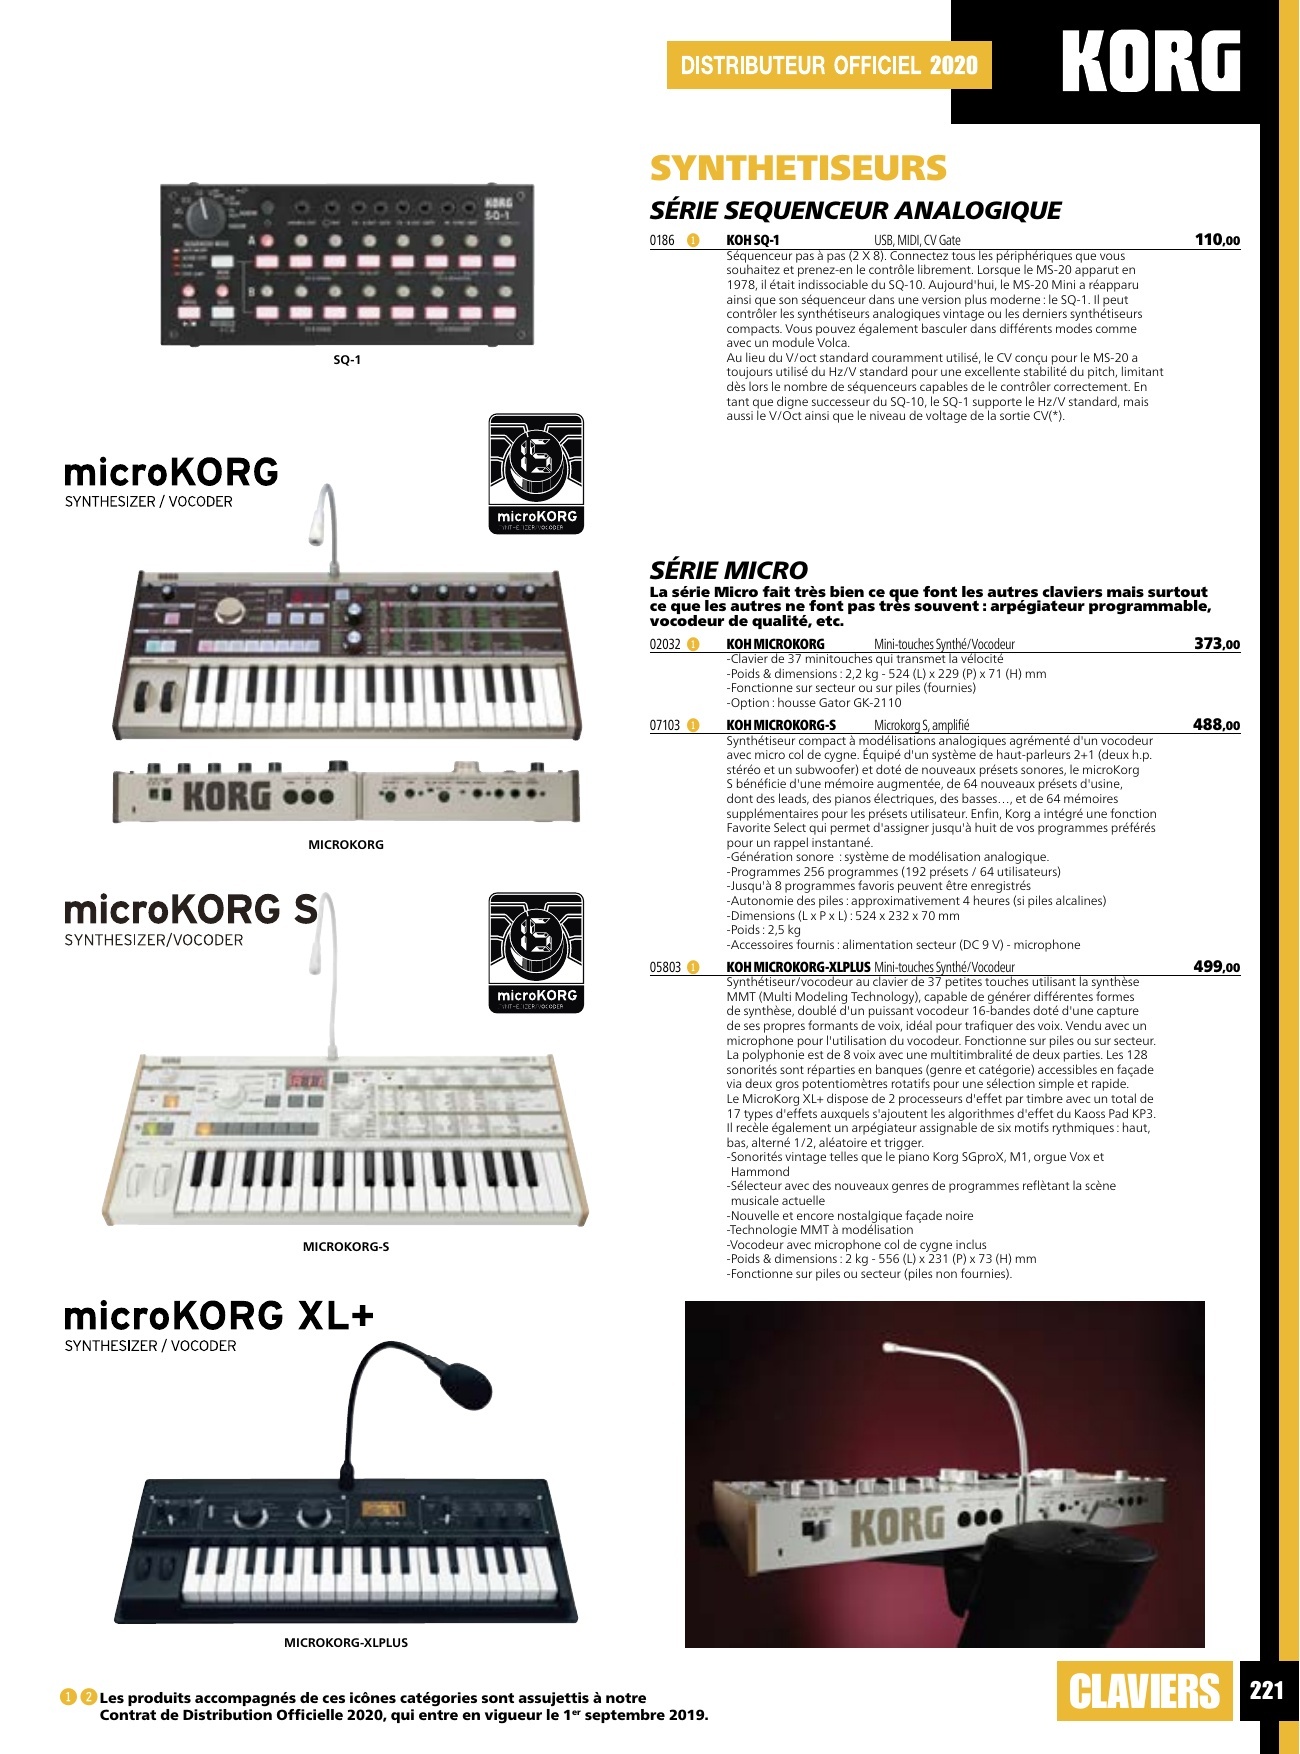 DISTRIBUTEUR OFFICIEL 2020
KORG
SYNTHETISEURS
SÉRIE SEQUENCEUR ANALOGIQUE
0186 1 KOH SQ-1 USB, MIDI, CV Gate 110,00
Séquenceur pas à pas (2 X 8). Connectez tous les périphériques que vous
souhaitez et prenez-en le contrôle librement. Lorsque le MS-20 apparut en
1978, il était indissociable du SQ-10. Aujourd'hui, le MS-20 Mini a réapparu
ainsi que son séquenceur dans une version plus moderne : le SQ-1. Il peut
contrôler les synthétiseurs analogiques vintage ou les derniers synthétiseurs
compacts. Vous pouvez également basculer dans différents modes comme
avec un module Volca.
Au lieu du V/oct standard couramment utilisé, le CV conçu pour le MS-20 a
toujours utilisé du Hz/V standard pour une excellente stabilité du pitch, limitant
dès lors le nombre de séquenceurs capables de le contrôler correctement. En
tant que digne successeur du SQ-10, le SQ-1 supporte le Hz/V standard, mais
aussi le V/Oct ainsi que le niveau de voltage de la sortie CV(*).
KORG
SQ-1
A
B
SQ-1
microKORG
SYNTHESIZER / VOCODER
15
microKORG
SYNTHESIZER/VOCODER
KORG
MICROKORG
SÉRIE MICRO
La série Micro fait très bien ce que font les autres claviers mais surtout
ce que les autres ne font pas très souvent : arpégiateur programmable,
vocodeur de qualité, etc.
02032 1 KOH MICROKORG Mini-touches Synthé/Vocodeur 373,00
-Clavier de 37 minitouches qui transmet la vélocité
-Poids & dimensions : 2,2 kg - 524 (L) x 229 (P) x 71 (H) mm
-Fonctionne sur secteur ou sur piles (fournies)
-Option : housse Gator GK-2110
07103 1 KOH MICROKORG-S Microkorg S, amplifié 488,00
Synthétiseur compact à modélisations analogiques agrémenté d'un vocodeur
avec micro col de cygne. Équipé d'un système de haut-parleurs 2+1 (deux h.p.
stéréo et un subwoofer) et doté de nouveaux présets sonores, le microKorg
S bénéficie d'une mémoire augmentée, de 64 nouveaux présets d'usine,
dont des leads, des pianos électriques, des basses…, et de 64 mémoires
supplémentaires pour les présets utilisateur. Enfin, Korg a intégré une fonction
Favorite Select qui permet d'assigner jusqu'à huit de vos programmes préférés
pour un rappel instantané.
-Génération sonore : système de modélisation analogique.
-Programmes 256 programmes (192 présets / 64 utilisateurs)
-Jusqu'à 8 programmes favoris peuvent être enregistrés
-Autonomie des piles : approximativement 4 heures (si piles alcalines)
-Dimensions (L x P x L) : 524 x 232 x 70 mm
-Poids : 2,5 kg
-Accessoires fournis : alimentation secteur (DC 9 V) - microphone
05803 1 KOH MICROKORG-XLPLUS Mini-touches Synthé/Vocodeur 499,00
Synthétiseur/vocodeur au clavier de 37 petites touches utilisant la synthèse
MMT (Multi Modeling Technology), capable de générer différentes formes
de synthèse, doublé d'un puissant vocodeur 16-bandes doté d'une capture
de ses propres formants de voix, idéal pour trafiquer des voix. Vendu avec un
microphone pour l'utilisation du vocodeur. Fonctionne sur piles ou sur secteur.
La polyphonie est de 8 voix avec une multitimbralité de deux parties. Les 128
sonorités sont réparties en banques (genre et catégorie) accessibles en façade
via deux gros potentiomètres rotatifs pour une sélection simple et rapide.
Le MicroKorg XL+ dispose de 2 processeurs d'effet par timbre avec un total de
17 types d'effets auxquels s'ajoutent les algorithmes d'effet du Kaoss Pad KP3.
Il recèle également un arpégiateur assignable de six motifs rythmiques : haut,
bas, alterné 1/2, aléatoire et trigger.
-Sonorités vintage telles que le piano Korg SGproX, M1, orgue Vox et
Hammond
-Sélecteur avec des nouveaux genres de programmes reflètant la scène
musicale actuelle
-Nouvelle et encore nostalgique façade noire
-Technologie MMT à modélisation
-Vocodeur avec microphone col de cygne inclus
-Poids & dimensions : 2 kg - 556 (L) x 231 (P) x 73 (H) mm
-Fonctionne sur piles ou secteur (piles non fournies).
microKORG S
SYNTHESIZER/VOCODER
15
microKORG
SYNTHESIZER/VOCODER
MICROKORG-S
microKORG XL+
SYNTHESIZER / VOCODER
MICROKORG-XLPLUS
KORG
1 2 Les produits accompagnés de ces icônes catégories sont assujettis à notre
Contrat de Distribution Officielle 2020, qui entre en vigueur le 1er septembre 2019.
CLAVIERS
221